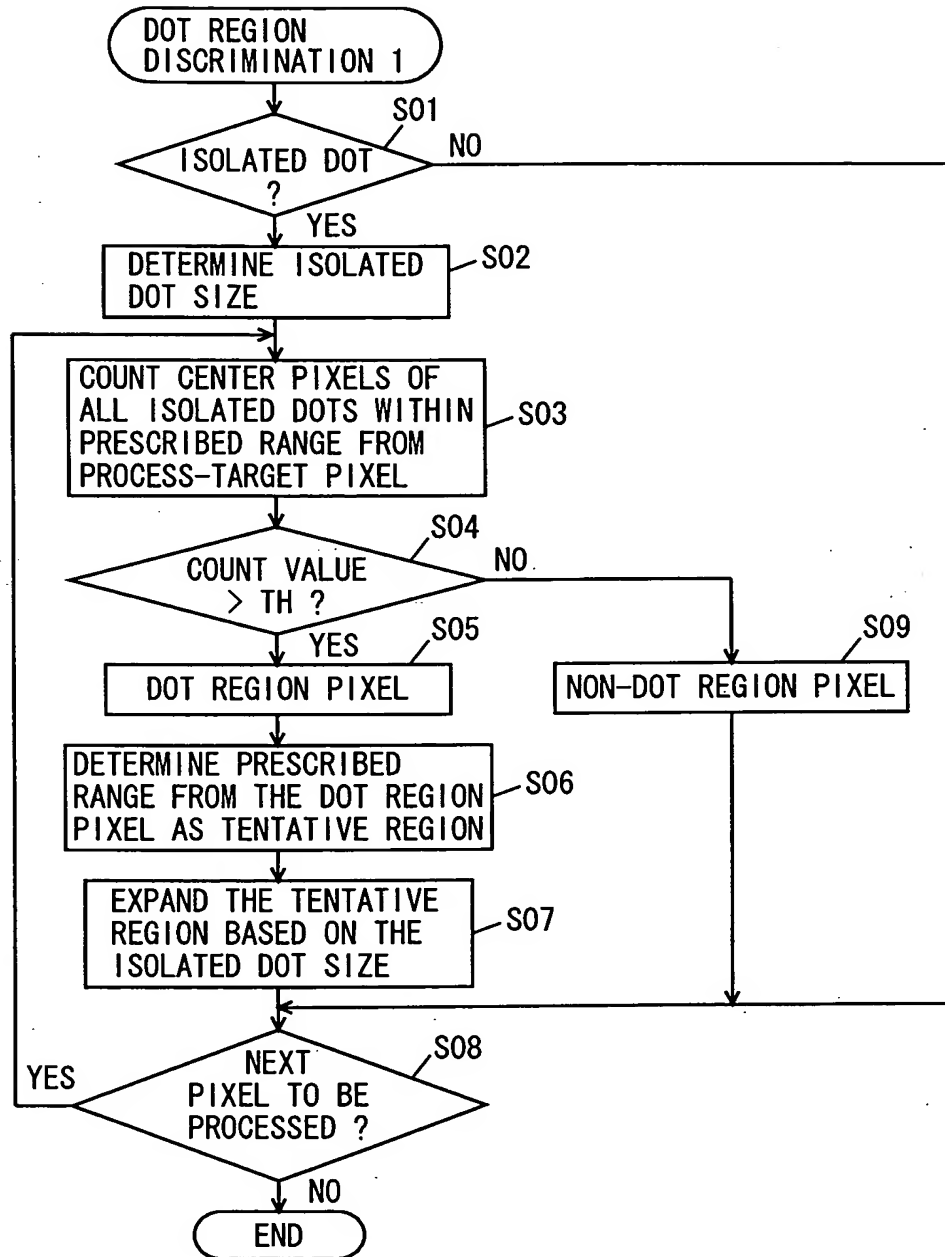 DOT REGION
DISCRIMINATION 1
S01
ISOLATED DOT
?
NO
YES
DETERMINE ISOLATED
DOT SIZE
S02
COUNT CENTER PIXELS OF
ALL ISOLATED DOTS WITHIN
PRESCRIBED RANGE FROM
PROCESS-TARGET PIXEL
S03
S04
COUNT VALUE
> TH ?
NO
YES
S05
DOT REGION PIXEL
S09
NON-DOT REGION PIXEL
DETERMINE PRESCRIBED
RANGE FROM THE DOT REGION
PIXEL AS TENTATIVE REGION
S06
EXPAND THE TENTATIVE
REGION BASED ON THE
ISOLATED DOT SIZE
S07
S08
NEXT
PIXEL TO BE
PROCESSED ?
YES
NO
END